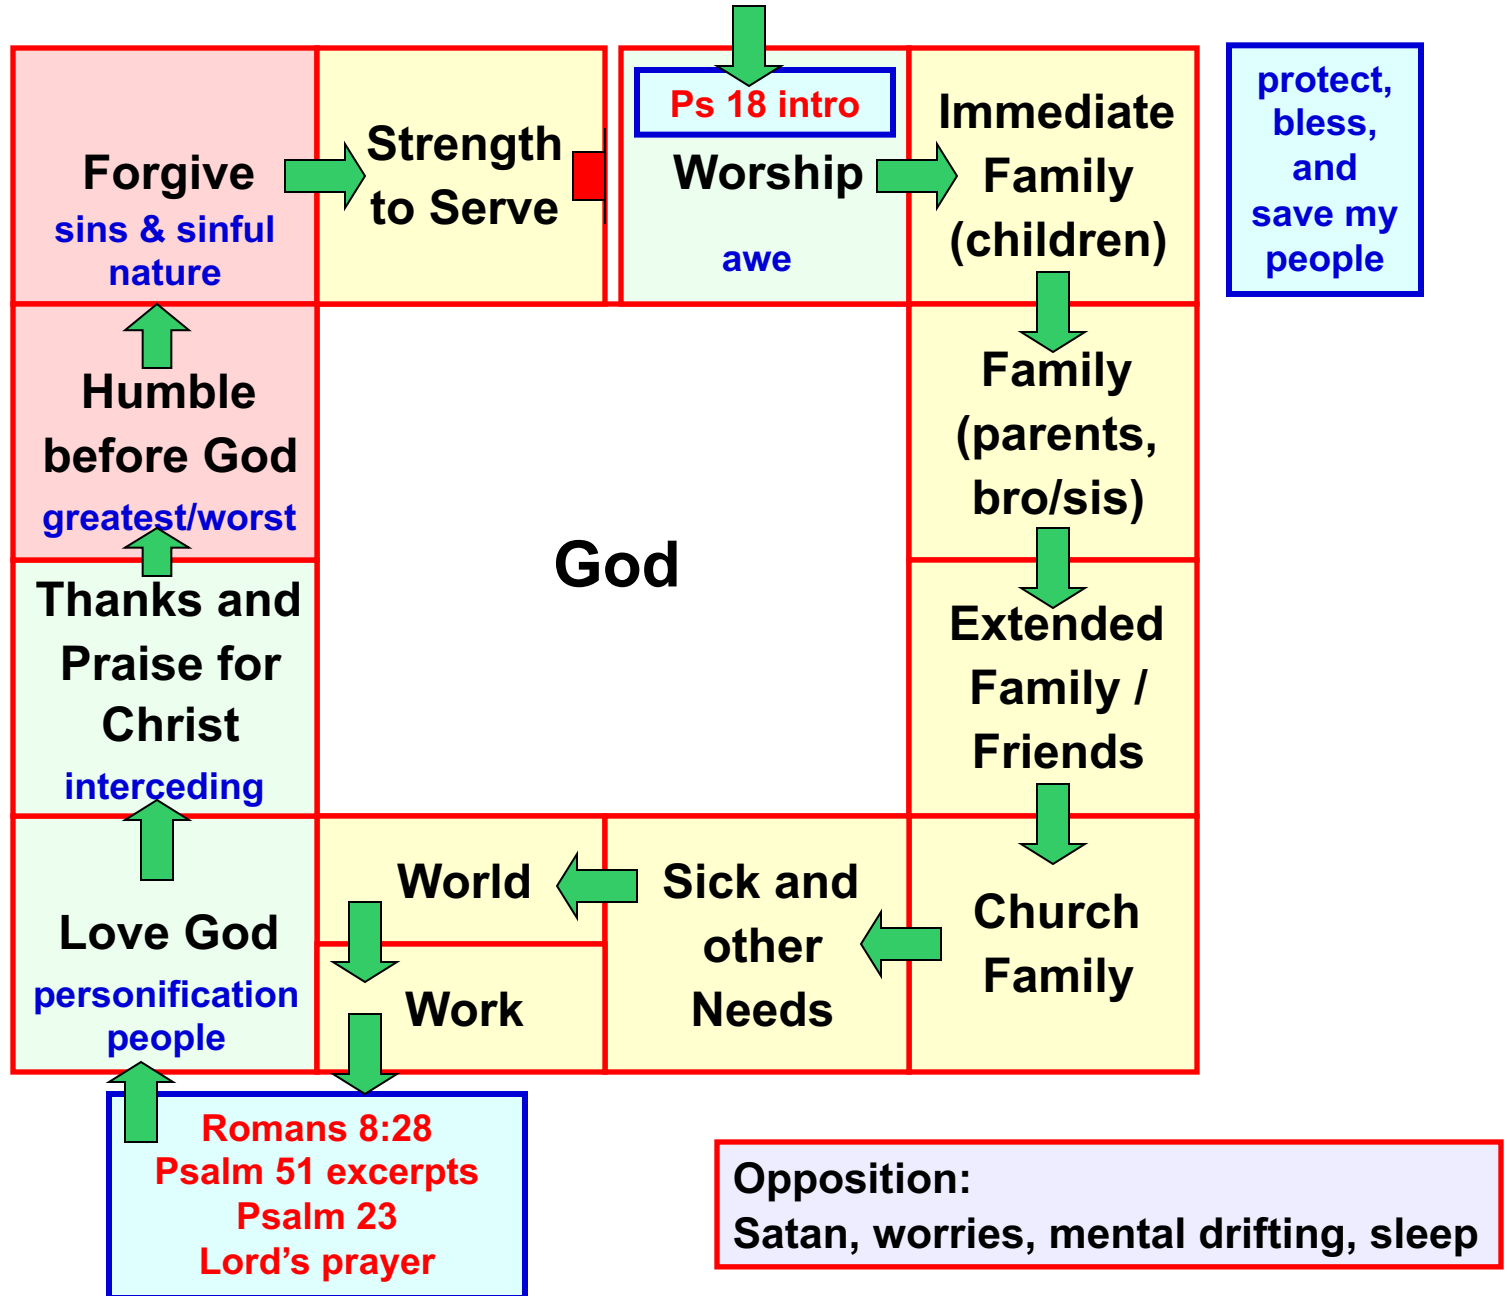 Ps 18 intro
Worship
awe
Immediate
Family
(children)
protect,
bless,
and
save my
people
Family
(parents,
bro/sis)
Extended
Family /
Friends
Church
Family
Sick and
other
Needs
World
Work
Romans 8:28
Psalm 51 excerpts
Psalm 23
Lord’s prayer
Love God
personification
people
Thanks and
Praise for
Christ
interceding
Humble
before God
greatest/worst
Forgive
sins & sinful
nature
Strength
to Serve
God
Opposition:
Satan, worries, mental drifting, sleep